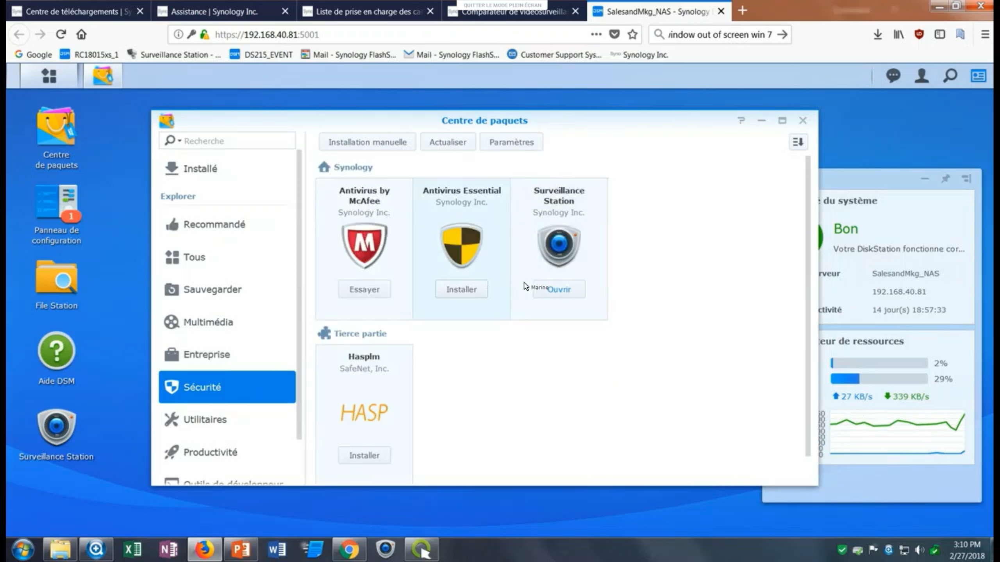 QUITTER LE MODE PLEIN ÉCRAN
Centre de téléchargements | Sy
Assistance | Synology Inc.
Liste de prise en charge des ca
Comparateur de vidéosurveilla
SalesandMkg_NAS - Synology
https://192.168.40.81:5001
indow out of screen win 7
Google
RC18015xs_1
Surveillance Station - ...
DS215_EVENT
Mail - Synology FlashS...
Mail - Synology FlashS...
Customer Support Sys...
Synology Inc.
Centre
de paquets
1
Panneau de
configuration
File Station
Aide DSM
Surveillance Station
Centre de paquets
Recherche
Installé
Explorer
Recommandé
Tous
Sauvegarder
Multimédia
Entreprise
Sécurité
Utilitaires
Productivité
Outils de développeur
Installation manuelle
Actualiser
Paramètres
Synology
Antivirus by
McAfee
Synology Inc.
Essayer
Antivirus Essential
Synology Inc.
Installer
Surveillance
Station
Synology Inc.
Marino
Ouvrir
Tierce partie
Hasplm
SafeNet, Inc.
HASP
Installer
du système
Bon
Votre DiskStation fonctionne cor...
rveur
SalesandMkg_NAS
192.168.40.81
ctivité
14 jour(s) 18:57:33
eur de ressources
2%
29%
27 KB/s
339 KB/s
3:10 PM
2/27/2018